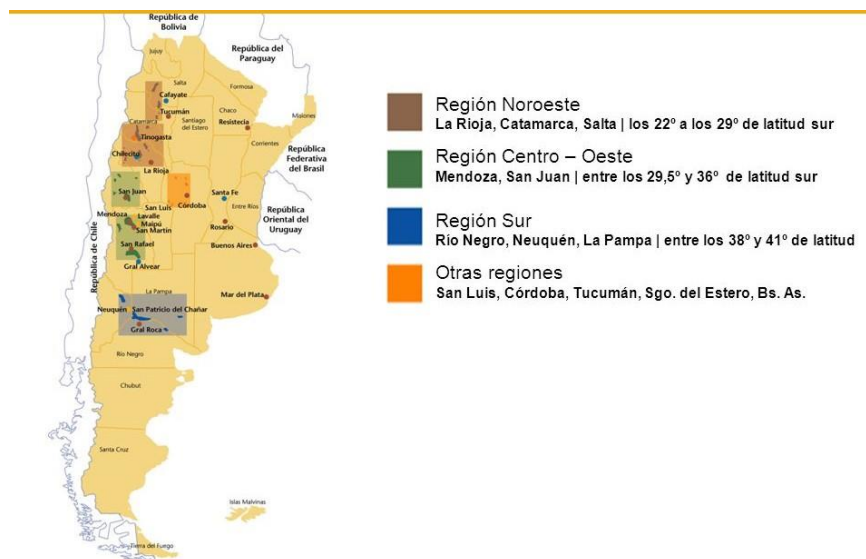 República de
Bolivia
República del
Paraguay
Jujuy
Salta
Formosa
Cafayate
Tucumán
Chaco
Catamarca
Santiago
del Estero
Misiones
Resistecia
Tinogasta
Corrientes
Chilecito
República
Federativa
del Brasil
La Rioja
San Juan
Santa Fe
San Luis
Córdoba
Entre Ríos
Mendoza
Lavalle
Maipú
San Martín
República
Oriental del
Uruguay
Rosario
San Rafael
Buenos Aires
Gral Alvear
República de Chile
La Pampa
Mar del Plata
Neuquén
San Patricio del Chañar
Gral Roca
Río Negro
Chubut
Santa Cruz
Islas Malvinas
Tierra del Fuego
Región Noroeste
La Rioja, Catamarca, Salta | los 22º a los 29º de latitud sur
Región Centro – Oeste
Mendoza, San Juan | entre los 29,5º y 36º de latitud sur
Región Sur
Río Negro, Neuquén, La Pampa | entre los 38º y 41º de latitud
Otras regiones
San Luis, Córdoba, Tucumán, Sgo. del Estero, Bs. As.